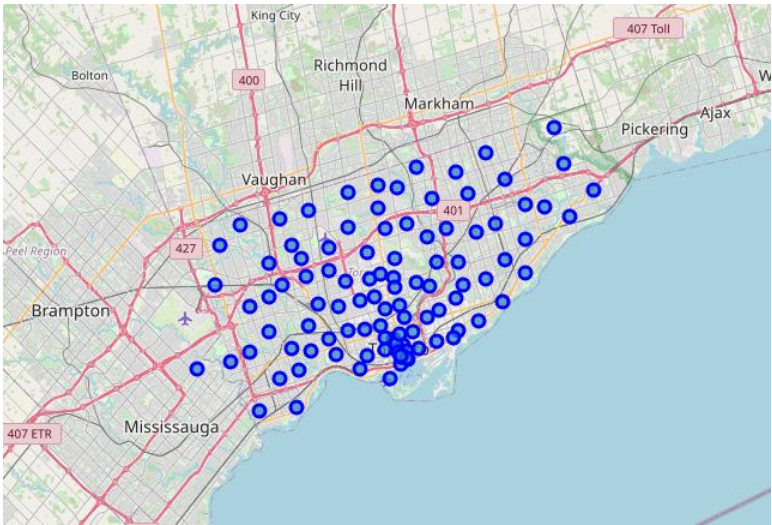 King City
407 Toll
Bolton
400
Richmond
Hill
Markham
W
Ajax
Pickering
Vaughan
401
427
Peel Region
Brampton
Mississauga
407 ETR